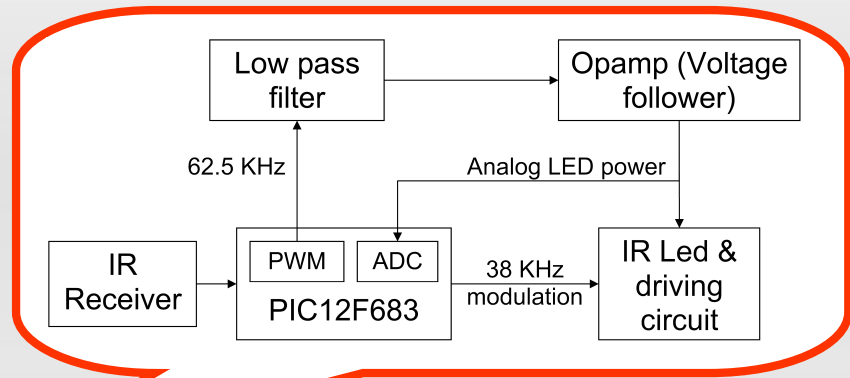 Low pass
filter
Opamp (Voltage
follower)
62.5 KHz
Analog LED power
IR
Receiver
PWM
ADC
PIC12F683
38 KHz
modulation
IR Led &
driving
circuit